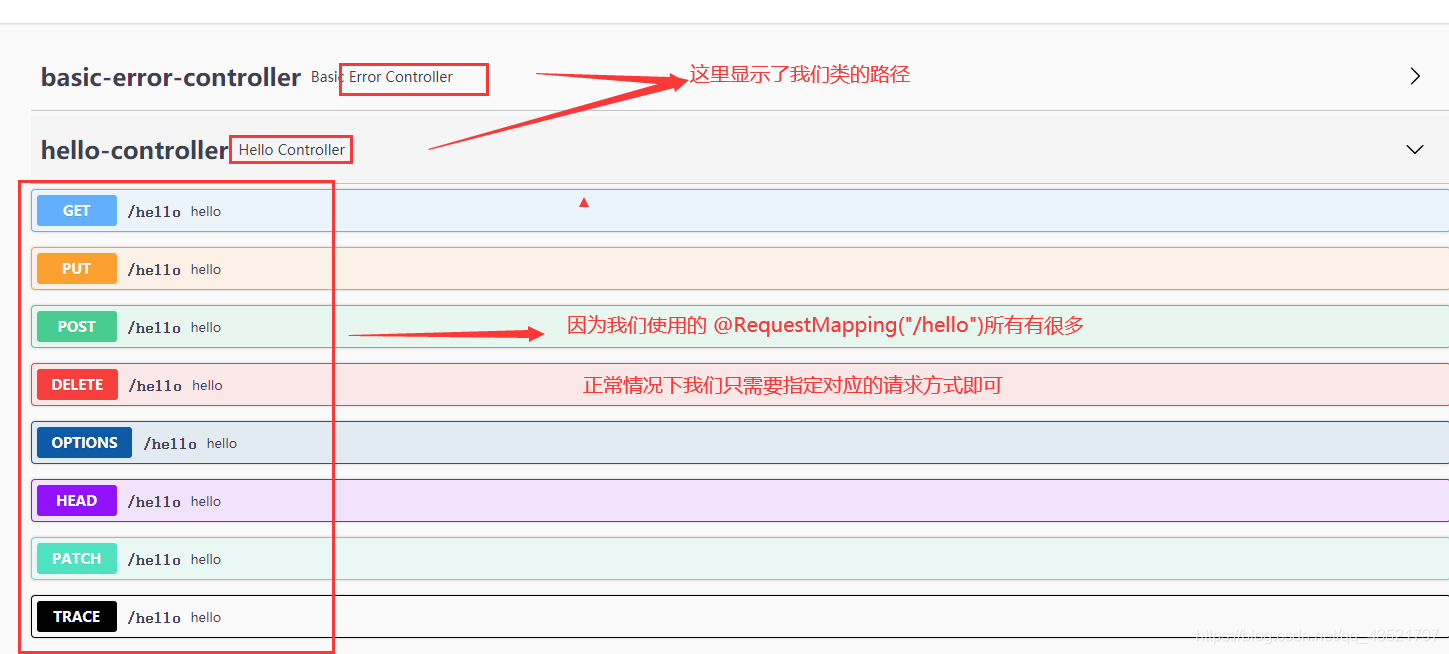 basic-error-controller Basic Error Controller 这里显示了我们类的路径
hello-controller Hello Controller
GET /hello hello
PUT /hello hello
POST /hello hello 因为我们使用的 @RequestMapping("/hello")所有有很多
DELETE /hello hello 正常情况下我们只需要指定对应的请求方式即可
OPTIONS /hello hello
HEAD /hello hello
PATCH /hello hello
TRACE /hello hello
https://blog.csdn.net/qq_43521797